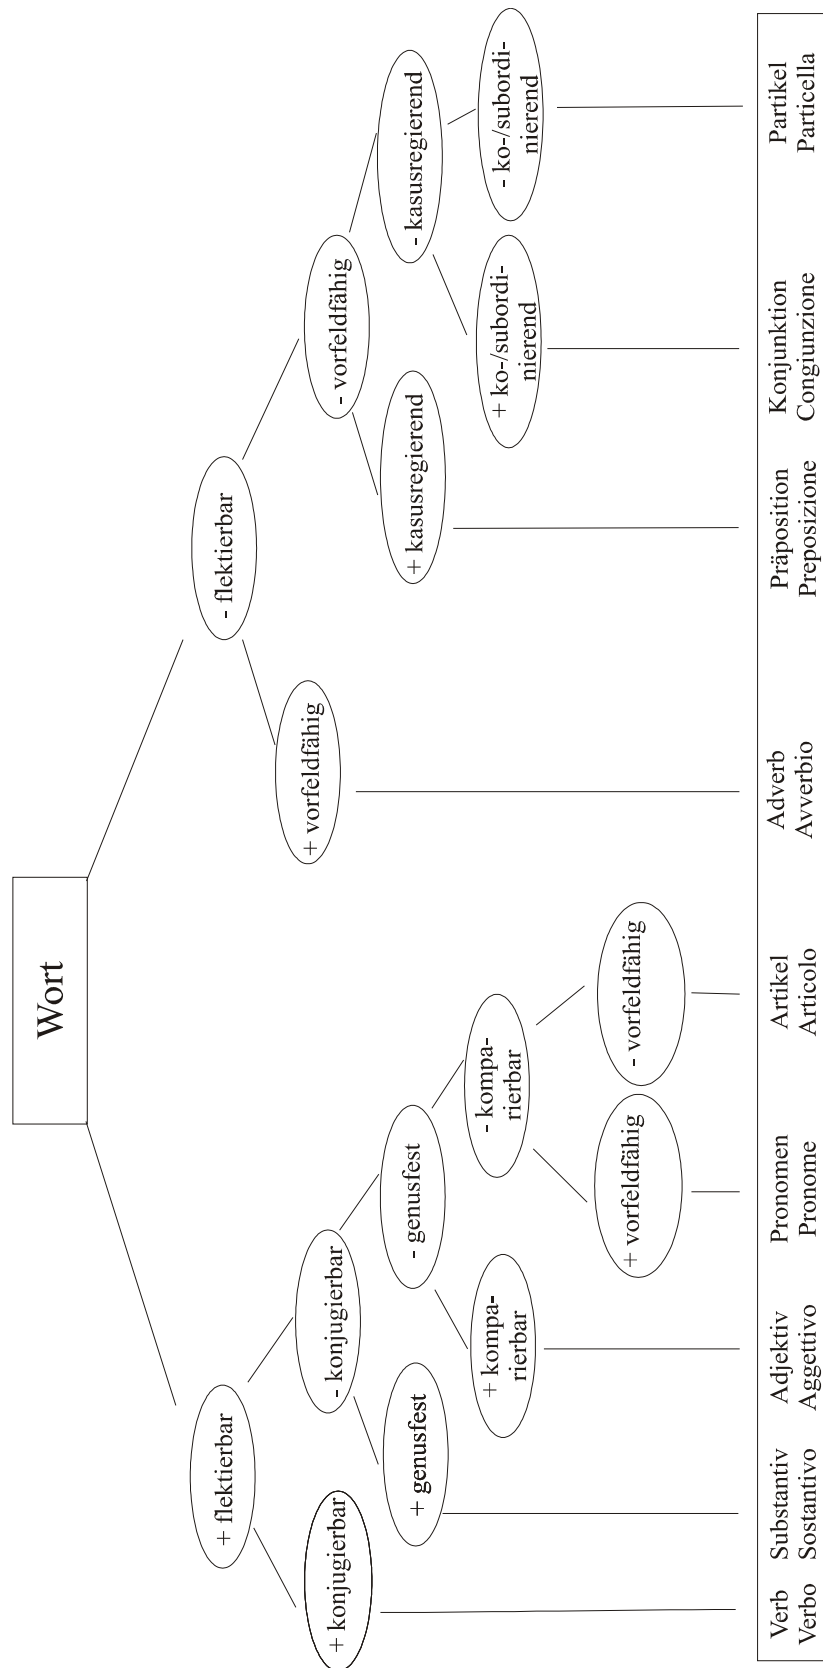 Wort
+ flektierbar
- flektierbar
+ konjugierbar
- konjugierbar
+ vorfeldfähig
- vorfeldfähig
+ genusfest
- genusfest
+ kasusregierend
- kasusregierend
+ kompa-
rierbar
- kompa-
rierbar
+ ko-/subordi-
nierend
- ko-/subordi-
nierend
+ vorfeldfähig
- vorfeldfähig
Verb
Verbo
Substantiv
Sostantivo
Adjektiv
Aggettivo
Pronomen
Pronome
Artikel
Articolo
Adverb
Avverbio
Präposition
Preposizione
Konjunktion
Congiunzione
Partikel
Particella